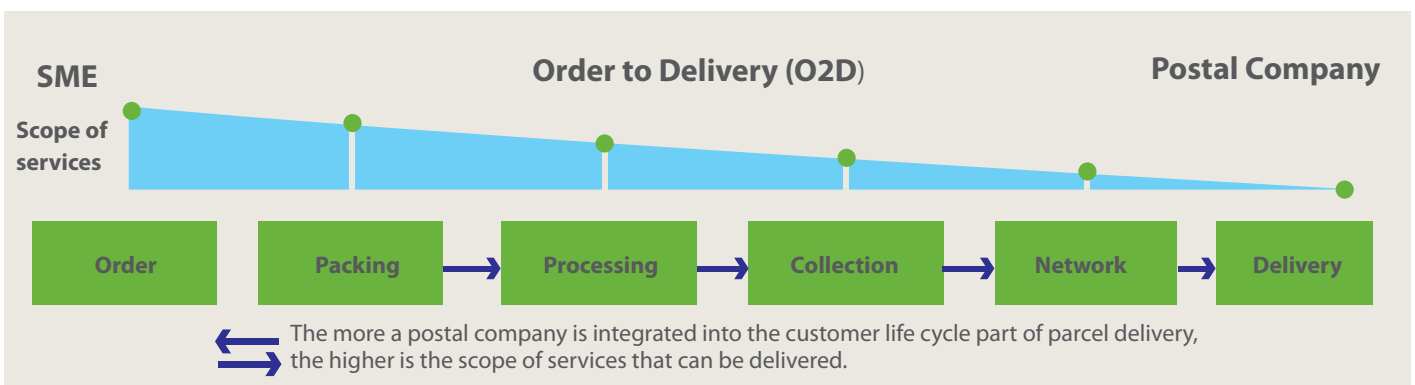 SME
Order to Delivery (O2D)
Postal Company
Scope of
services
Order
Packing
Processing
Collection
Network
Delivery
The more a postal company is integrated into the customer life cycle part of parcel delivery,
the higher is the scope of services that can be delivered.